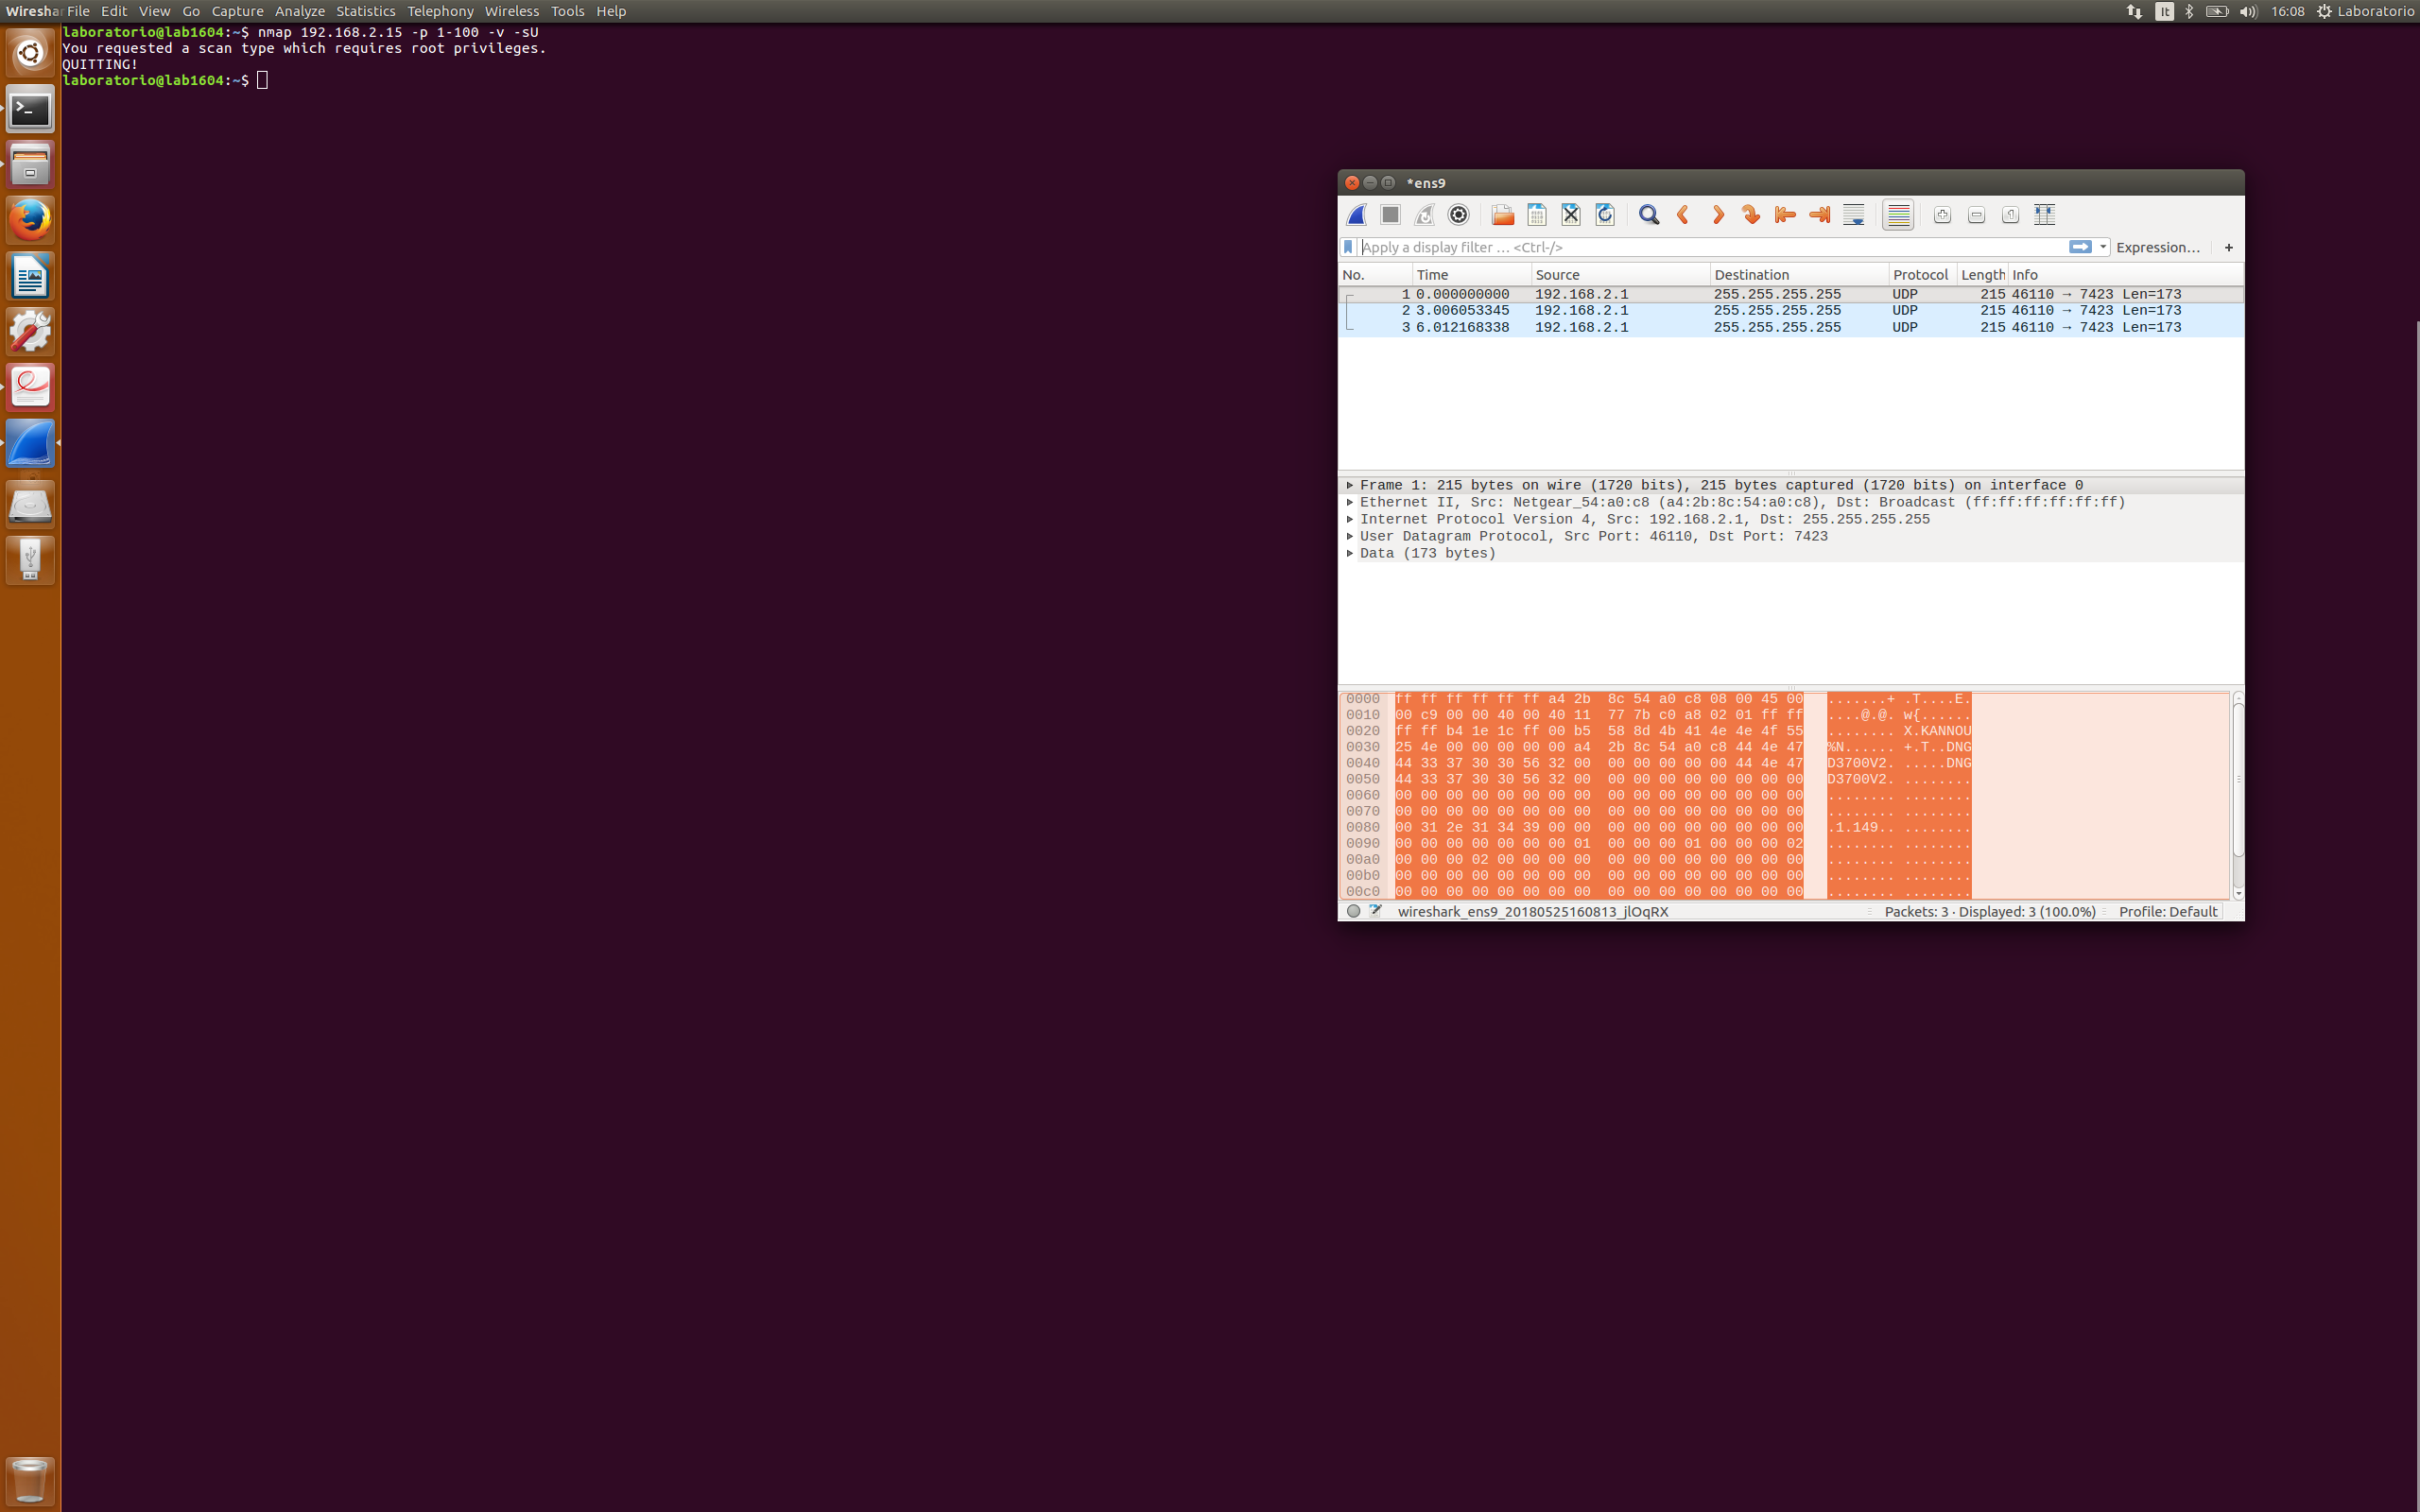 Wiresha File Edit View Go Capture Analyze Statistics Telephony Wireless Tools Help It 16:08 Laboratorio
laboratorio@lab1604:~$ nmap 192.168.2.15 -p 1-100 -v -sU
You requested a scan type which requires root privileges.
QUITTING!
laboratorio@lab1604:~$
*ens9
Apply a display filter … <Ctrl-/> Expression… +
No. Time Source Destination Protocol Length Info
1 0.000000000 192.168.2.1 255.255.255.255 UDP 215 46110 → 7423 Len=173
2 3.006053345 192.168.2.1 255.255.255.255 UDP 215 46110 → 7423 Len=173
3 6.012168338 192.168.2.1 255.255.255.255 UDP 215 46110 → 7423 Len=173
Frame 1: 215 bytes on wire (1720 bits), 215 bytes captured (1720 bits) on interface 0
Ethernet II, Src: Netgear_54:a0:c8 (a4:2b:8c:54:a0:c8), Dst: Broadcast (ff:ff:ff:ff:ff:ff)
Internet Protocol Version 4, Src: 192.168.2.1, Dst: 255.255.255.255
User Datagram Protocol, Src Port: 46110, Dst Port: 7423
Data (173 bytes)
0000 ff ff ff ff ff ff a4 2b 8c 54 a0 c8 08 00 45 00 .......+ .T....E.
0010 00 c9 00 00 40 00 40 11 77 7b c0 a8 02 01 ff ff ....@.@. w{......
0020 ff ff b4 1e 1c ff 00 b5 58 8d 4b 41 4e 4e 4f 55 ........ X.KANNOU
0030 25 4e 00 00 00 00 00 a4 2b 8c 54 a0 c8 44 4e 47 %N...... +.T..DNG
0040 44 33 37 30 30 56 32 00 00 00 00 00 00 44 4e 47 D3700V2. .....DNG
0050 44 33 37 30 30 56 32 00 00 00 00 00 00 00 00 00 D3700V2. ........
0060 00 00 00 00 00 00 00 00 00 00 00 00 00 00 00 00 ........ ........
0070 00 00 00 00 00 00 00 00 00 00 00 00 00 00 00 00 ........ ........
0080 00 31 2e 31 34 39 00 00 00 00 00 00 00 00 00 00 .1.149.. ........
0090 00 00 00 00 00 00 00 01 00 00 00 01 00 00 00 02 ........ ........
00a0 00 00 00 02 00 00 00 00 00 00 00 00 00 00 00 00 ........ ........
00b0 00 00 00 00 00 00 00 00 00 00 00 00 00 00 00 00 ........ ........
00c0 00 00 00 00 00 00 00 00 00 00 00 00 00 00 00 00 ........ ........
wireshark_ens9_20180525160813_jlOqRX Packets: 3 · Displayed: 3 (100.0%) Profile: Default